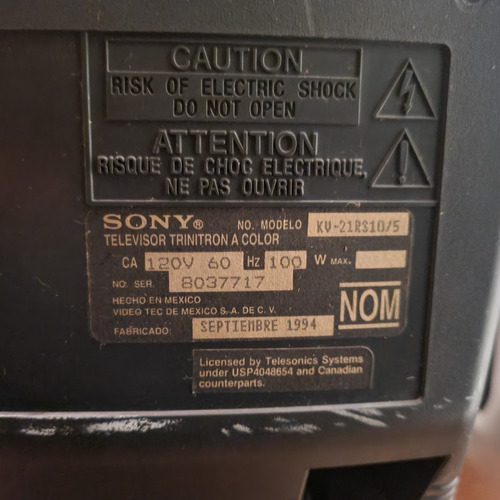 CAUTION
RISK OF ELECTRIC SHOCK
DO NOT OPEN
ATTENTION
RISQUE DE CHOC ELECTRIQUE,
NE PAS OUVRIR
SONY® NO. MODELO KV-21RS10/5
TELEVISOR TRINITRON A COLOR
CA 120V 60 Hz 100 W MAX.
NO. SER. 8037717
HECHO EN MEXICO
VIDEO TEC DE MEXICO S. A. DE C. V.
NOM
FABRICADO: SEPTIEMBRE 1994
Licensed by Telesonics Systems
under USP4048654 and Canadian
counterparts.